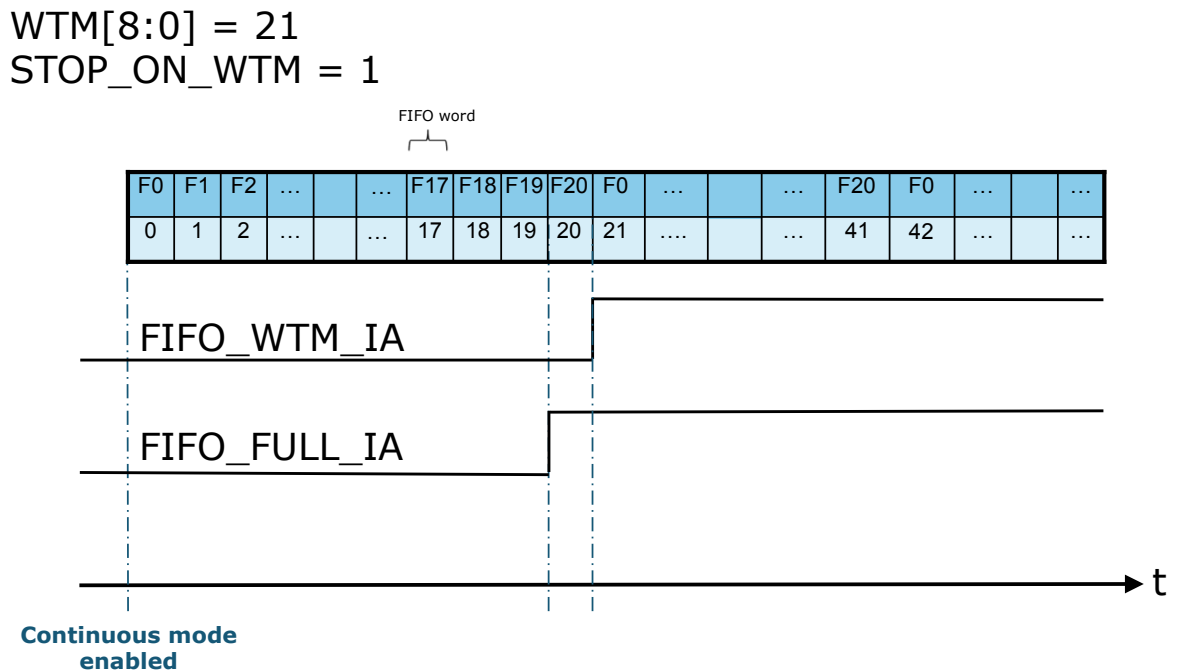 WTM[8:0] = 21
STOP_ON_WTM = 1
FIFO word
F0 F1 F2 … … F17 F18 F19 F20 F0 … … F20 F0 … …
0 1 2 … … 17 18 19 20 21 …. … 41 42 … …
FIFO_WTM_IA
FIFO_FULL_IA
t
Continuous mode
enabled